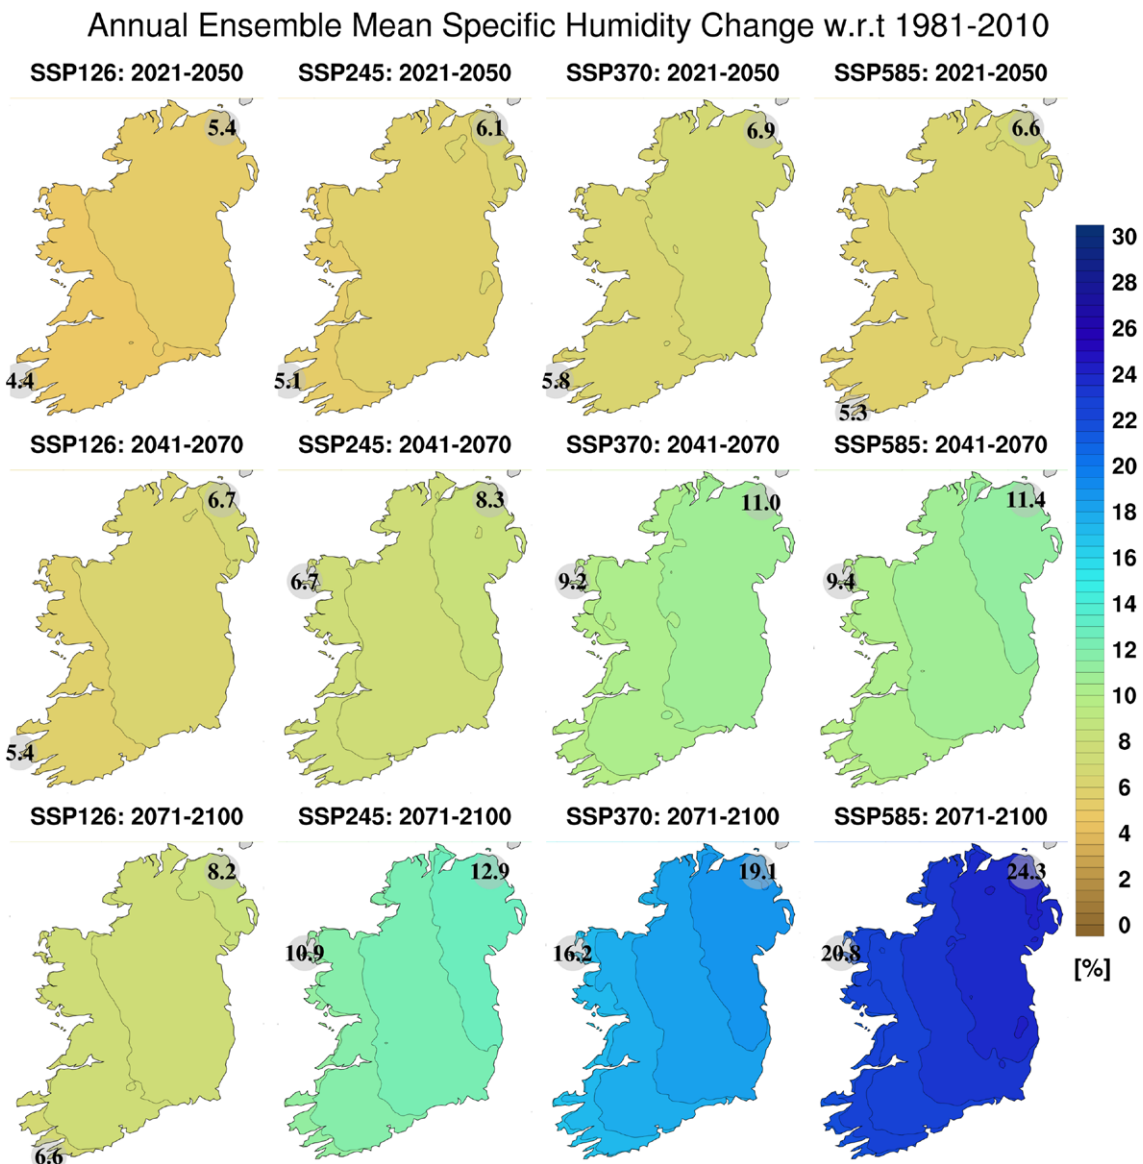 Annual Ensemble Mean Specific Humidity Change w.r.t 1981-2010
SSP126: 2021-2050 SSP245: 2021-2050 SSP370: 2021-2050 SSP585: 2021-2050
5.4 6.1 6.9 6.6
4.4 5.1 5.8 5.3
SSP126: 2041-2070 SSP245: 2041-2070 SSP370: 2041-2070 SSP585: 2041-2070
6.7 8.3 11.0 11.4
6.7 9.2 9.4
5.4
SSP126: 2071-2100 SSP245: 2071-2100 SSP370: 2071-2100 SSP585: 2071-2100
8.2 12.9 19.1 24.3
10.9 16.2 20.8
6.6
30
28
26
24
22
20
18
16
14
12
10
8
6
4
2
0
[%]